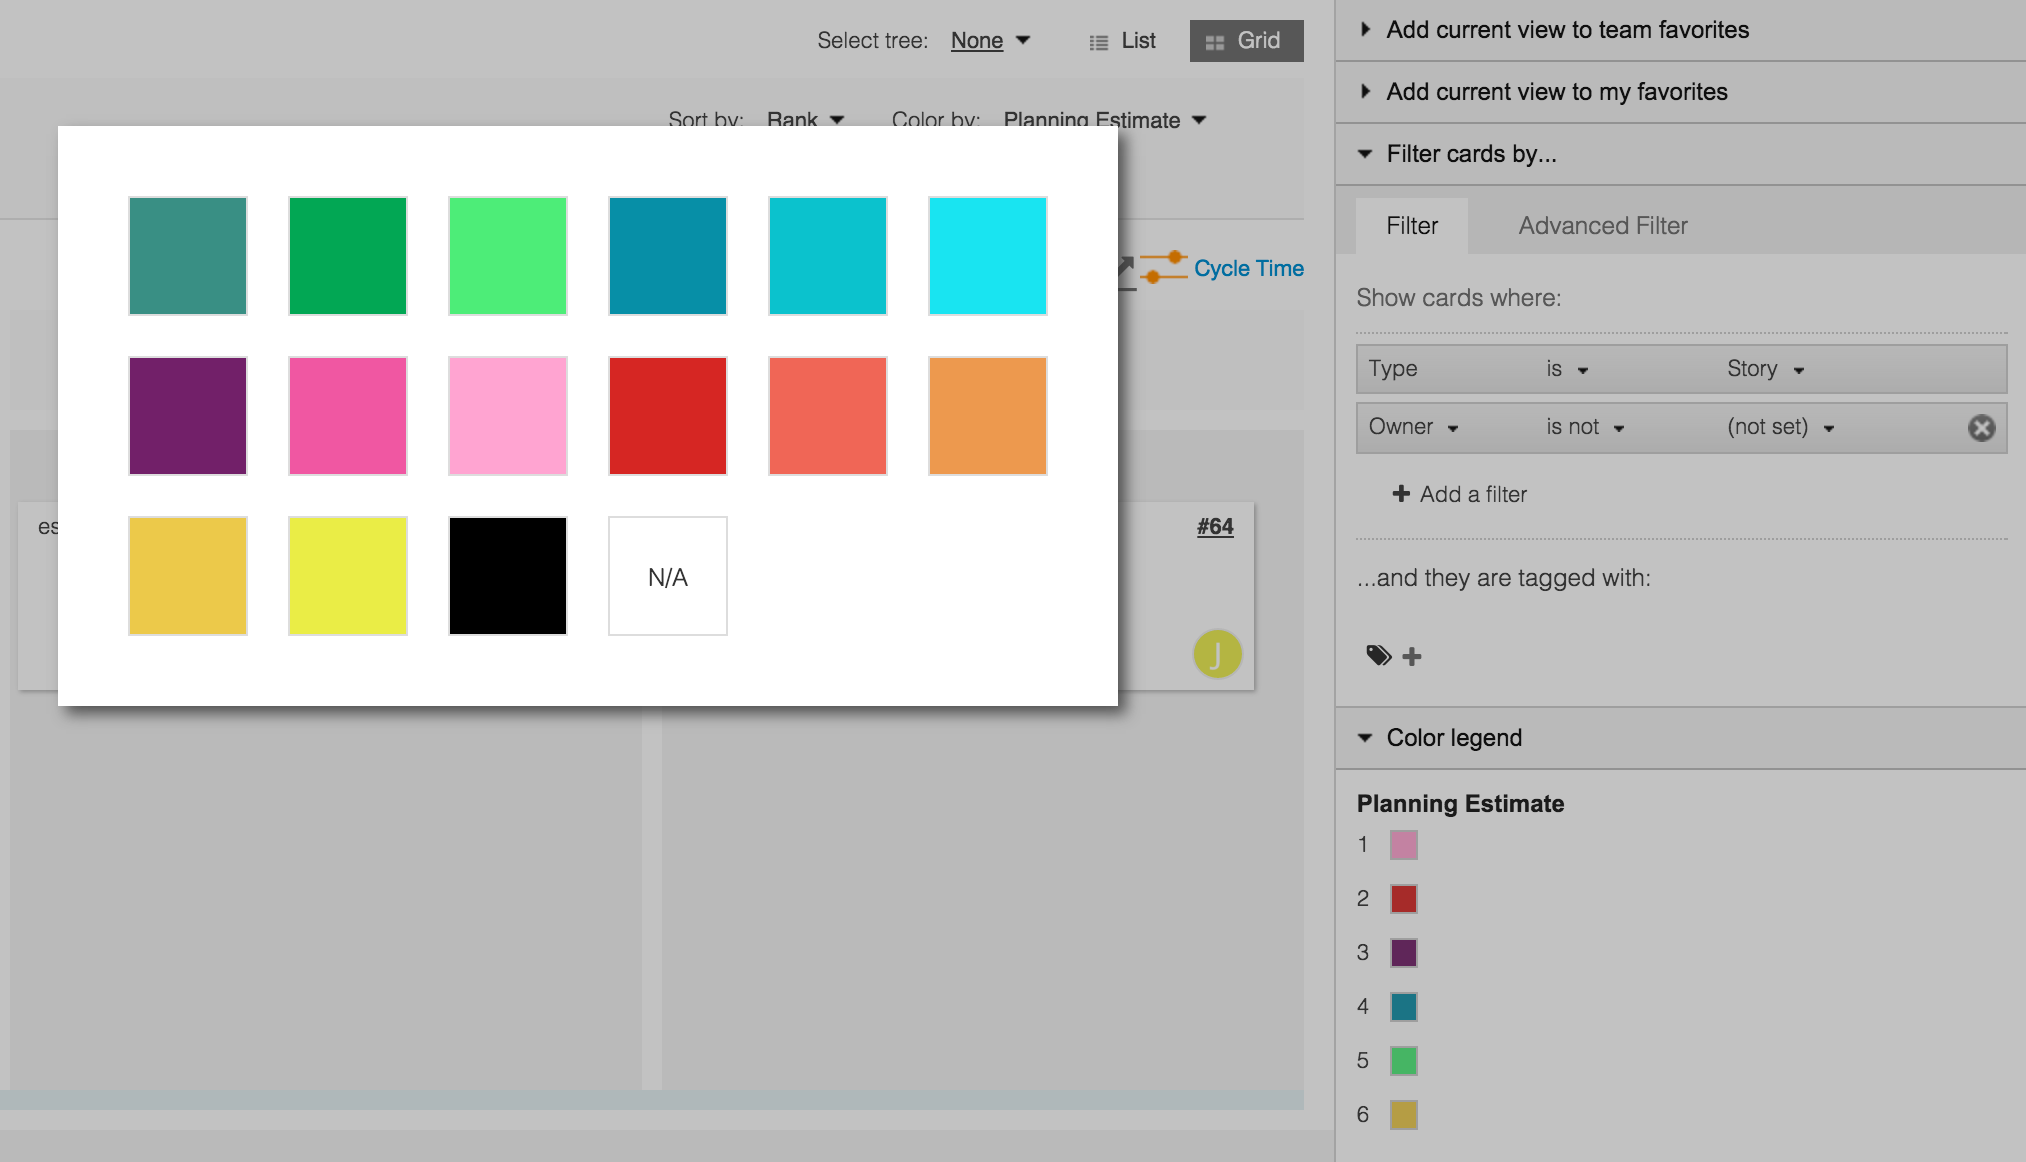 Select tree: None List Grid
Sort by: Rank Color by: Planning Estimate
Cycle Time
N/A
es
#64
J
Add current view to team favorites
Add current view to my favorites
Filter cards by...
Filter Advanced Filter
Show cards where:
Type is Story
Owner is not (not set)
Add a filter
...and they are tagged with:
Color legend
Planning Estimate
1
2
3
4
5
6